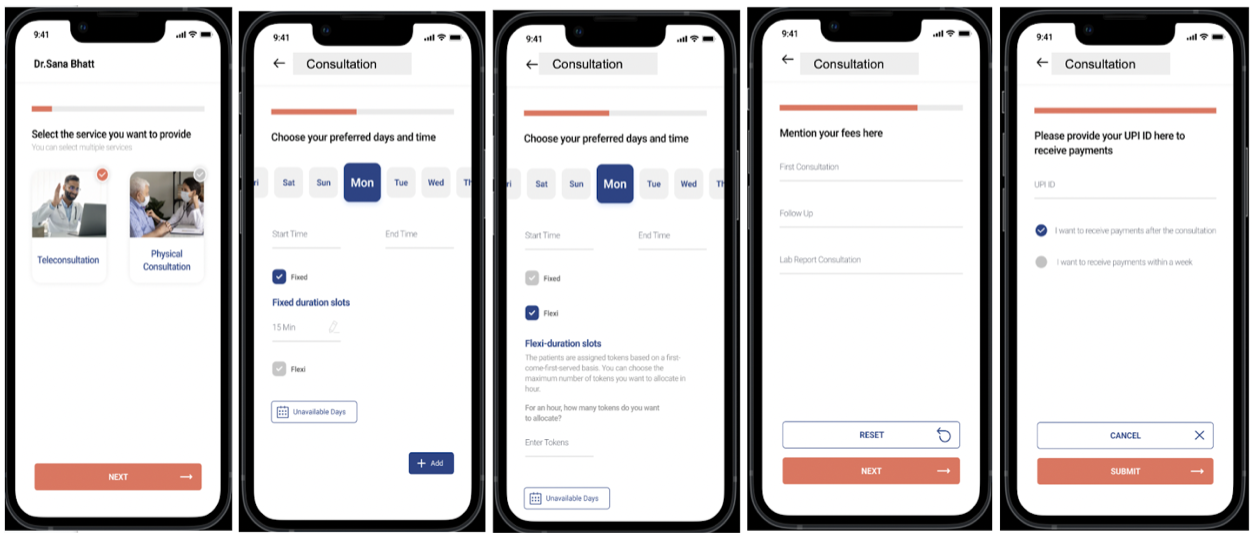 9:41
Dr.Sana Bhatt
Select the service you want to provide
You can select multiple services
Teleconsultation
Physical
Consultation
NEXT
9:41
Consultation
Choose your preferred days and time
ri Sat Sun Mon Tue Wed Th
Start Time End Time
Fixed
Fixed duration slots
15 Min
Flexi
Unavailable Days
+ Add
9:41
Consultation
Choose your preferred days and time
ri Sat Sun Mon Tue Wed Th
Start Time End Time
Fixed
Flexi
Flexi-duration slots
The patients are assigned tokens based on a first-
come-first-served basis. You can choose the
maximum number of tokens you want to allocate in
hour.
For an hour, how many tokens do you want
to allocate?
Enter Tokens
Unavailable Days
9:41
Consultation
Mention your fees here
First Consultation
Follow Up
Lab Report Consultation
RESET
NEXT
9:41
Consultation
Please provide your UPI ID here to
receive payments
UPI ID
I want to receive payments after the consultation
I want to receive payments within a week
CANCEL
SUBMIT